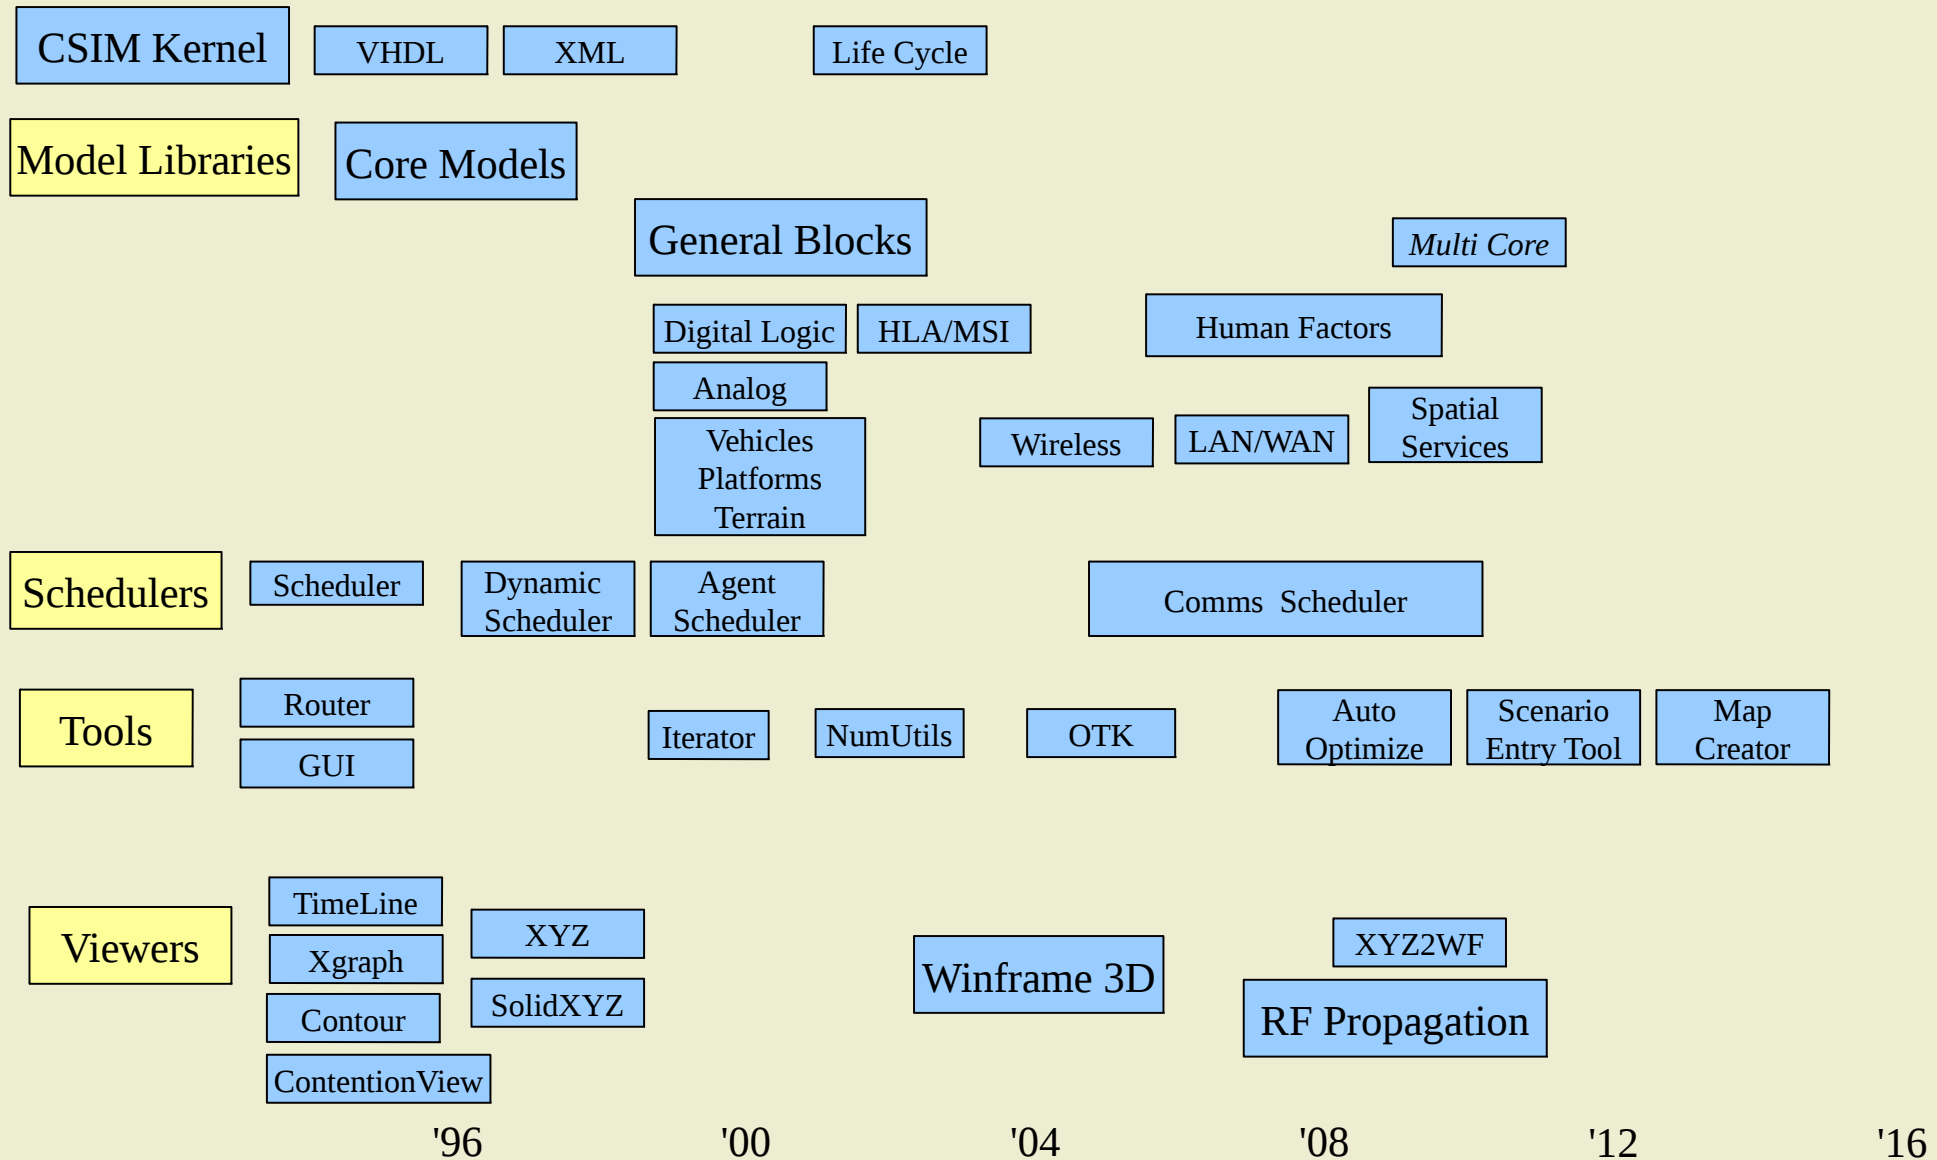 CSIM Kernel
VHDL
XML
Life Cycle
Model Libraries
Core Models
General Blocks
Multi Core
Digital Logic
HLA/MSI
Human Factors
Analog
Vehicles
Platforms
Terrain
Wireless
LAN/WAN
Spatial
Services
Schedulers
Scheduler
Dynamic
Scheduler
Agent
Scheduler
Comms  Scheduler
Tools
Router
GUI
Iterator
NumUtils
OTK
Auto
Optimize
Scenario
Entry Tool
Map
Creator
Viewers
TimeLine
Xgraph
Contour
ContentionView
XYZ
SolidXYZ
Winframe 3D
XYZ2WF
RF Propagation
'96 '00 '04 '08 '12 '16